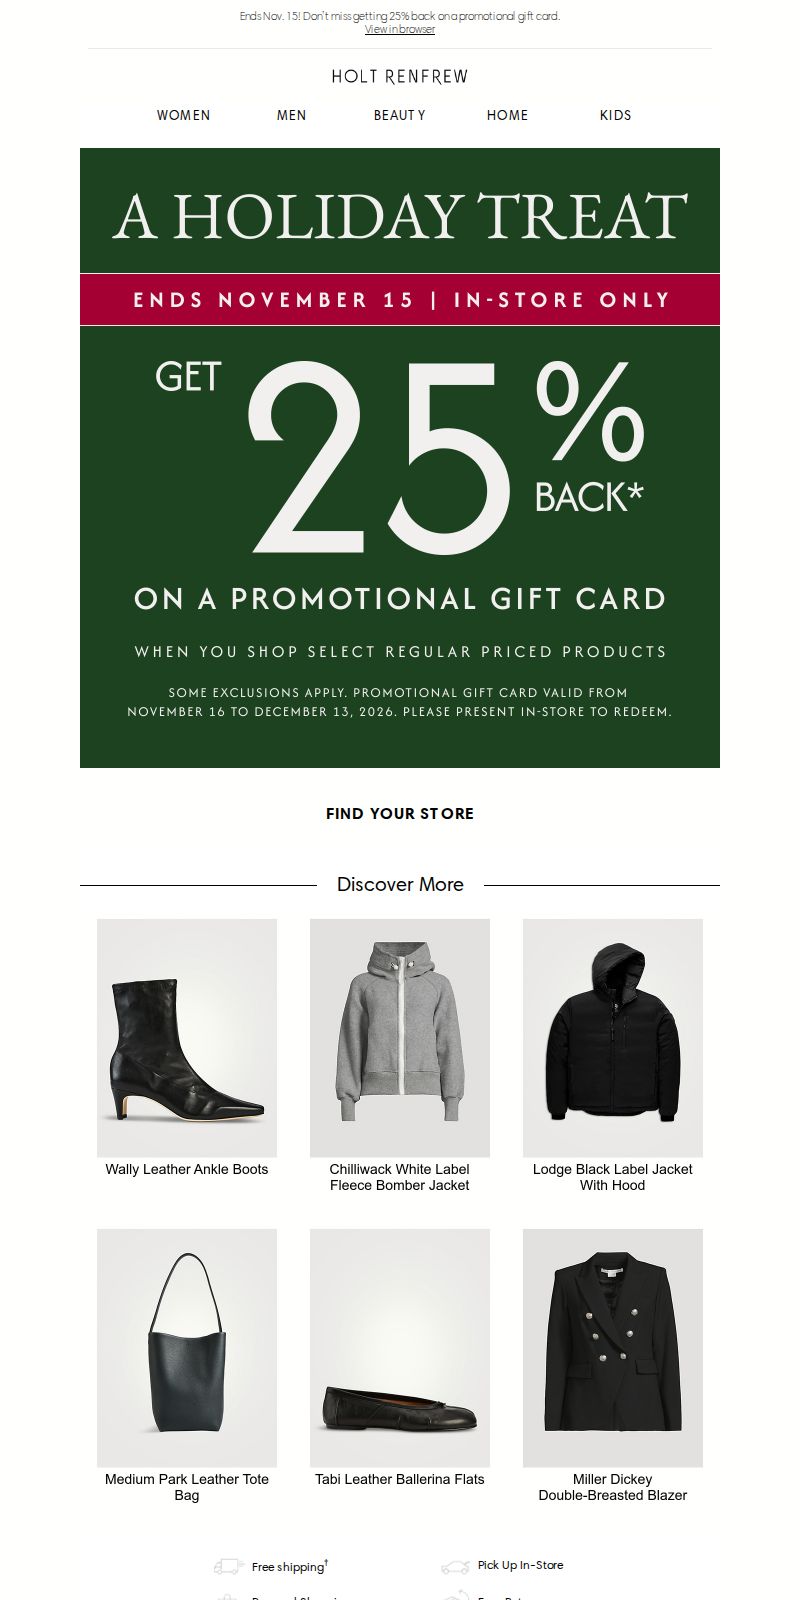 Ends Nov. 15! Don't miss getting 25% back on a promotional gift card.
View in browser
HOLT RENFREW
WOMEN MEN BEAUTY HOME KIDS
A HOLIDAY TREAT
ENDS NOVEMBER 15 | IN-STORE ONLY
GET 25% BACK*
ON A PROMOTIONAL GIFT CARD
WHEN YOU SHOP SELECT REGULAR PRICED PRODUCTS
SOME EXCLUSIONS APPLY. PROMOTIONAL GIFT CARD VALID FROM
NOVEMBER 16 TO DECEMBER 13, 2026. PLEASE PRESENT IN-STORE TO REDEEM.
FIND YOUR STORE
Discover More
Wally Leather Ankle Boots
Chilliwack White Label
Fleece Bomber Jacket
Lodge Black Label Jacket
With Hood
Medium Park Leather Tote
Bag
Tabi Leather Ballerina Flats
Miller Dickey
Double-Breasted Blazer
Free shipping†
Pick Up In-Store